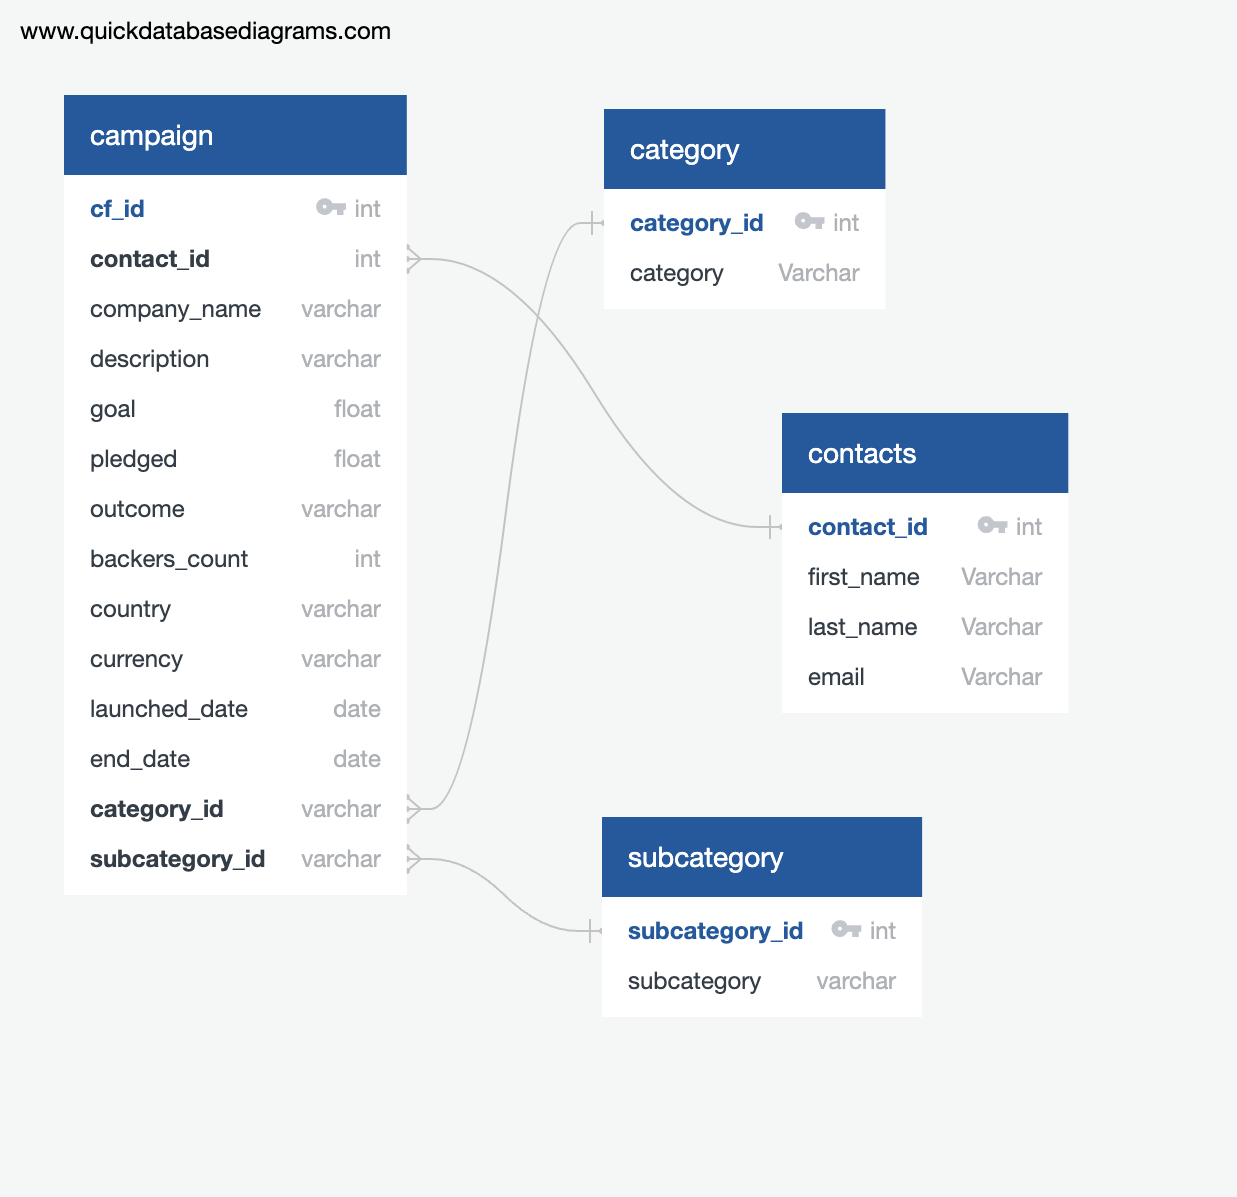 www.quickdatabasediagrams.com
campaign
cf_id int
contact_id int
company_name varchar
description varchar
goal float
pledged float
outcome varchar
backers_count int
country varchar
currency varchar
launched_date date
end_date date
category_id varchar
subcategory_id varchar
category
category_id int
category Varchar
contacts
contact_id int
first_name Varchar
last_name Varchar
email Varchar
subcategory
subcategory_id int
subcategory varchar